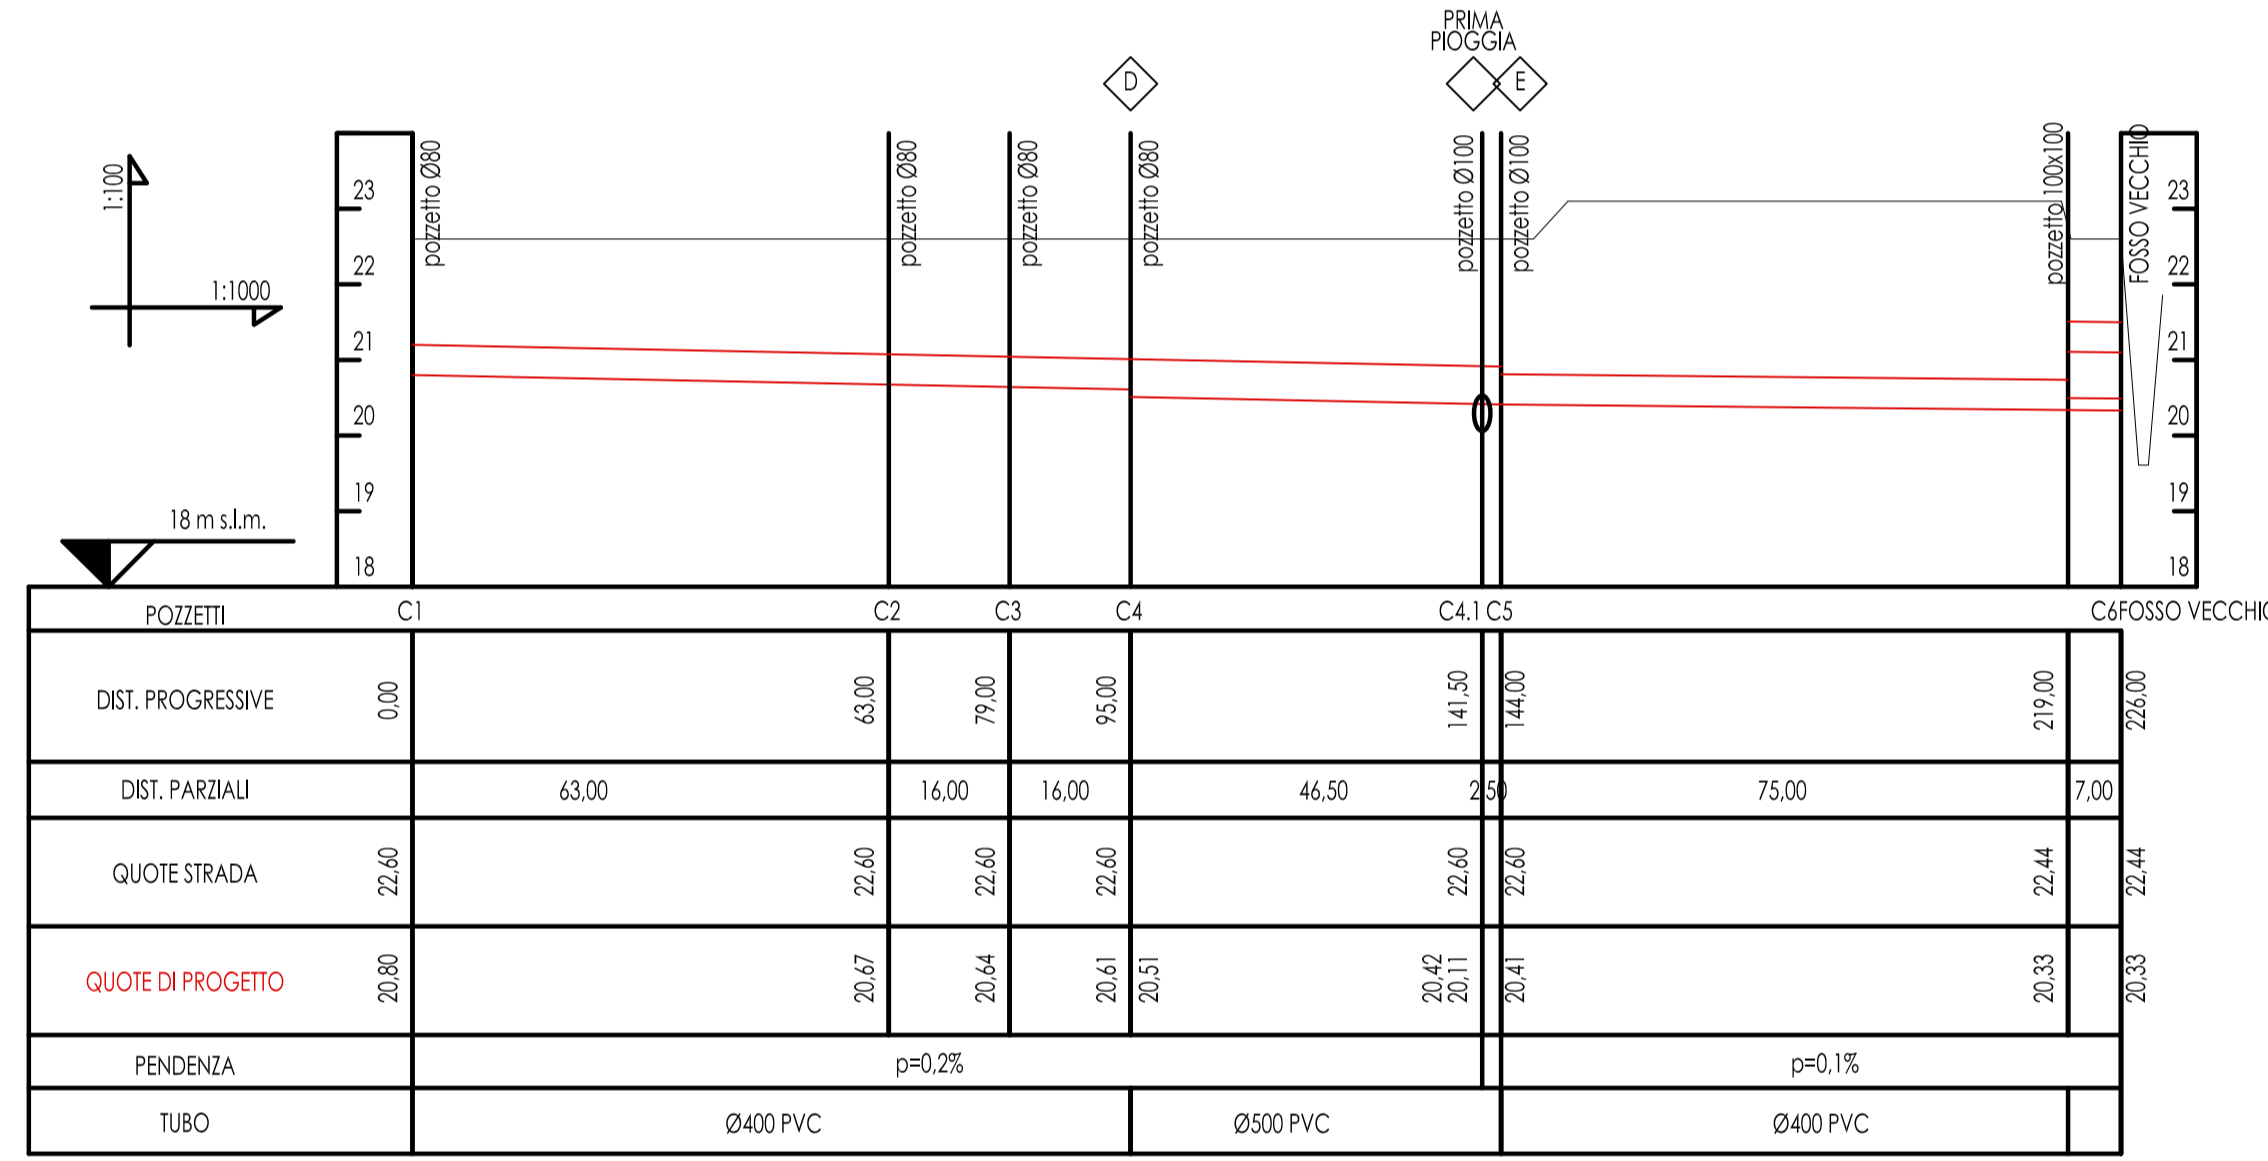 PRIMA
PIOGGIA
D
E
1:100
1:1000
18 m s.l.m.
23
22
21
20
19
18
pozzetto Ø80
pozzetto Ø80
pozzetto Ø80
pozzetto Ø80
pozzetto Ø100
pozzetto Ø100
pozzetto 100x100
FOSSO VECCHIO
23
22
21
20
19
18
POZZETTI C1 C2 C3 C4 C4.1 C5 C6 FOSSO VECCHIO
DIST. PROGRESSIVE 0,00 63,00 79,00 95,00 141,50 144,00 219,00 226,00
DIST. PARZIALI 63,00 16,00 16,00 46,50 2,50 75,00 7,00
QUOTE STRADA 22,60 22,60 22,60 22,60 22,60 22,60 22,44 22,44
QUOTE DI PROGETTO 20,80 20,67 20,64 20,61 20,51 20,42 20,11 20,41 20,33 20,33
PENDENZA p=0,2% p=0,1%
TUBO Ø400 PVC Ø500 PVC Ø400 PVC